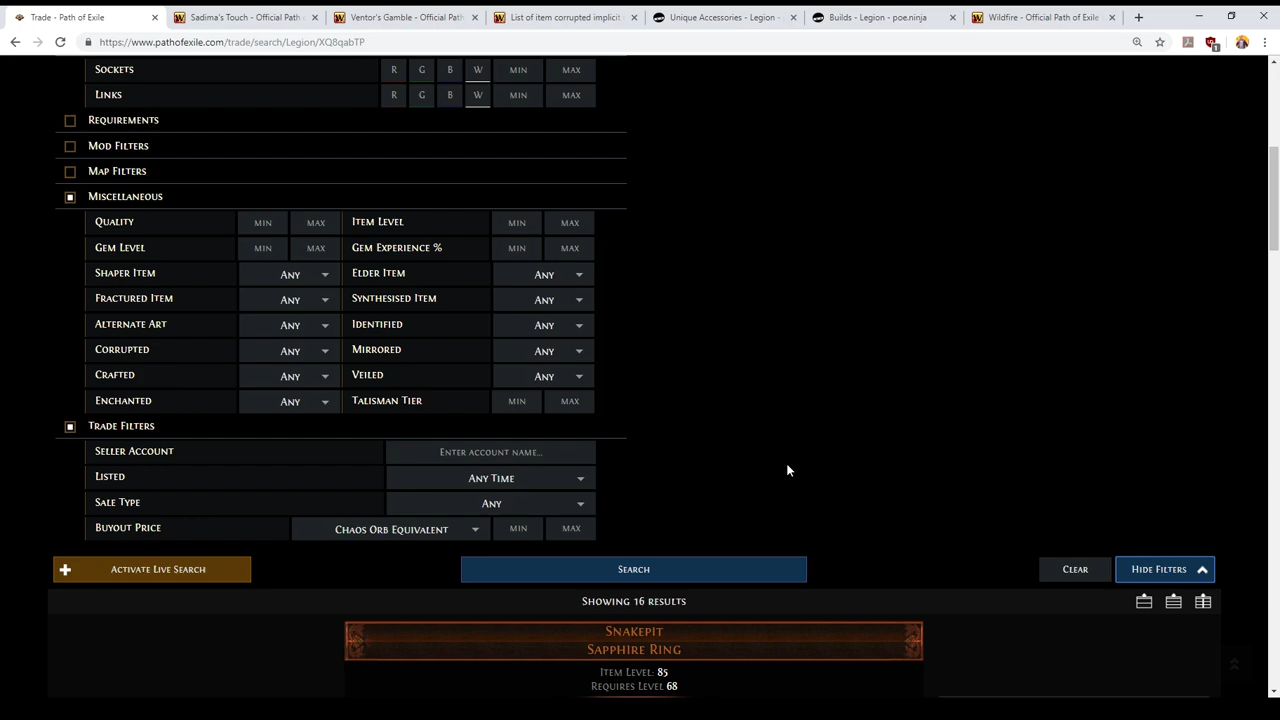 Trade - Path of Exile
Sadima's Touch - Official Path
Ventor's Gamble - Official Path
List of item corrupted implicit
Unique Accessories - Legion -
Builds - Legion - poe.ninja
Wildfire - Official Path of Exile
https://www.pathofexile.com/trade/search/Legion/XQ8qabTP
Sockets R G B W MIN MAX
Links R G B W MIN MAX
Requirements
Mod Filters
Map Filters
Miscellaneous
Quality MIN MAX Item Level MIN MAX
Gem Level MIN MAX Gem Experience % MIN MAX
Shaper Item Any Elder Item Any
Fractured Item Any Synthesised Item Any
Alternate Art Any Identified Any
Corrupted Any Mirrored Any
Crafted Any Veiled Any
Enchanted Any Talisman Tier MIN MAX
Trade Filters
Seller Account Enter account name...
Listed Any Time
Sale Type Any
Buyout Price Chaos Orb Equivalent MIN MAX
Activate Live Search Search Clear Hide Filters
Showing 16 results
Snakepit
Sapphire Ring
Item Level: 85
Requires Level 68